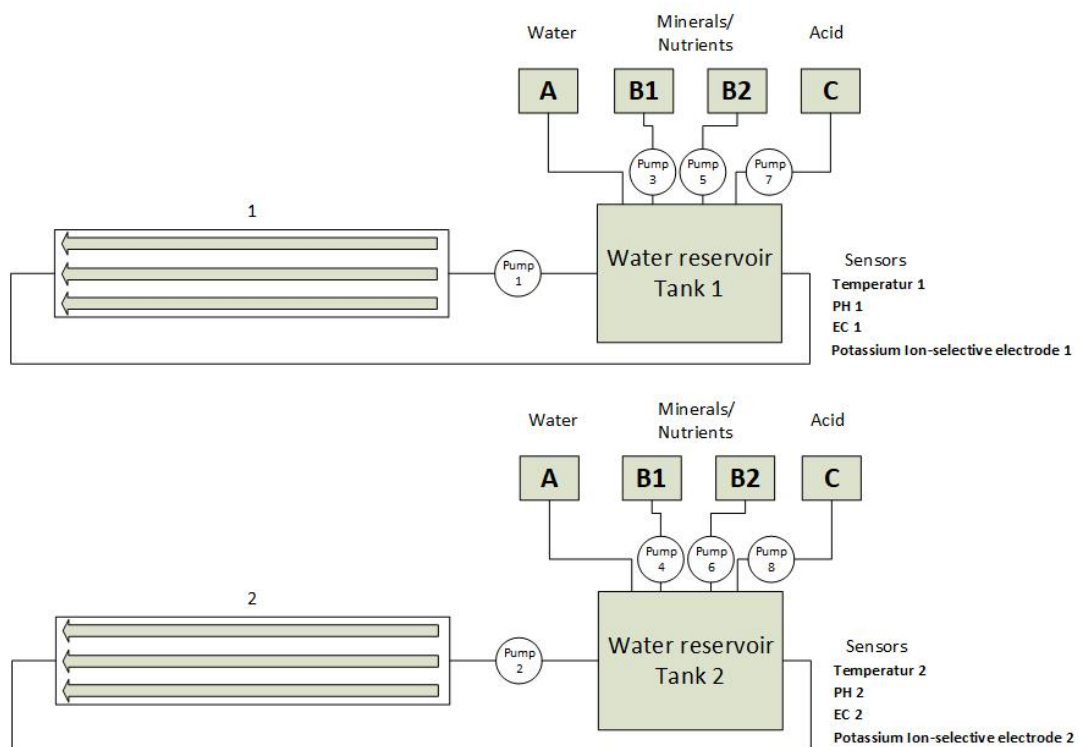 Water
Minerals/
Nutrients
Acid
A
B1
B2
C
Pump
3
Pump
5
Pump
7
1
Pump
1
Water reservoir
Tank 1
Sensors
Temperatur 1
PH 1
EC 1
Potassium Ion-selective electrode 1
Water
Minerals/
Nutrients
Acid
A
B1
B2
C
Pump
4
Pump
6
Pump
8
2
Pump
2
Water reservoir
Tank 2
Sensors
Temperatur 2
PH 2
EC 2
Potassium Ion-selective electrode 2